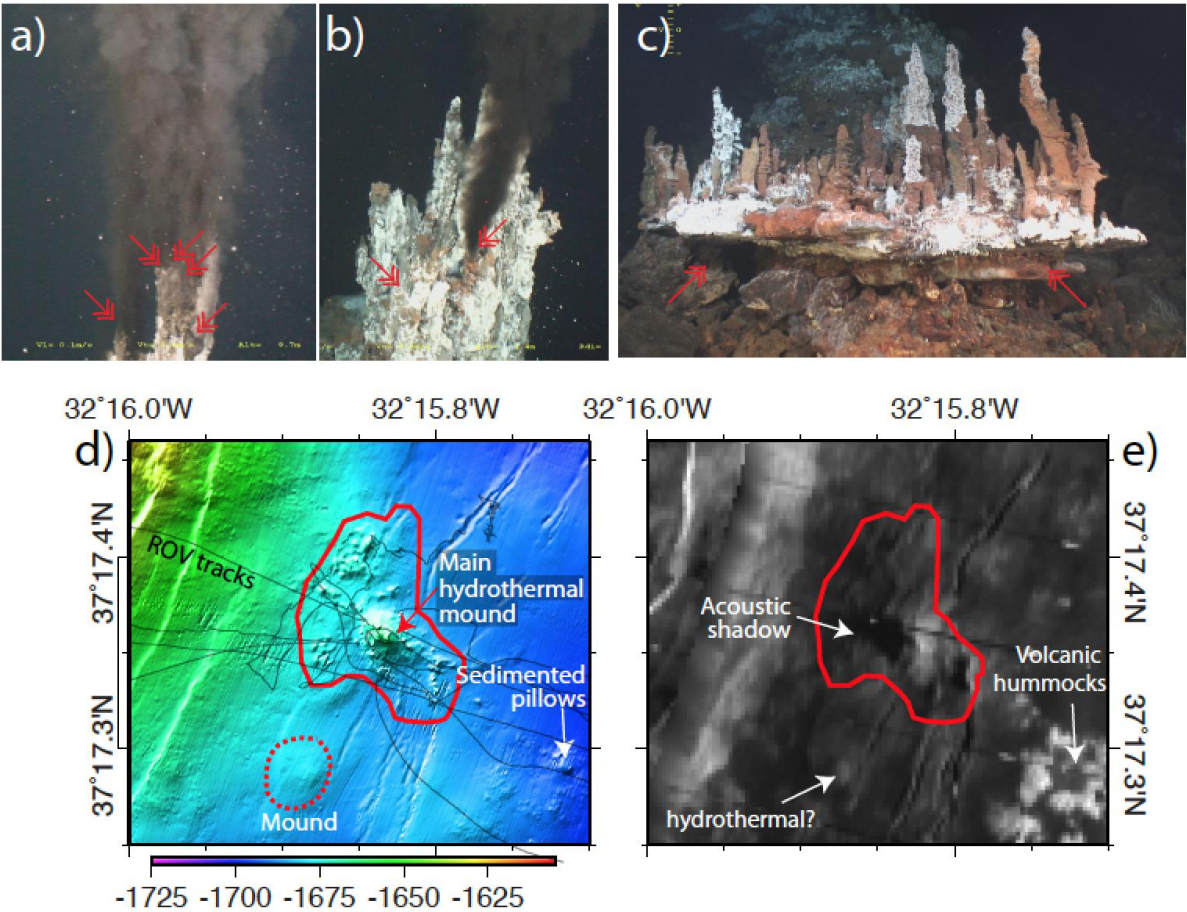 a)
b)
c)
32°16.0'W
32°15.8'W
32°16.0'W
32°15.8'W
d)
e)
ROV tracks
Main
hydrothermal
mound
Sedimented
pillows
Mound
37°17.4'N
37°17.3'N
Acoustic
shadow
Volcanic
hummocks
hydrothermal?
37°17.4'N
37°17.3'N
-1725 -1700 -1675 -1650 -1625